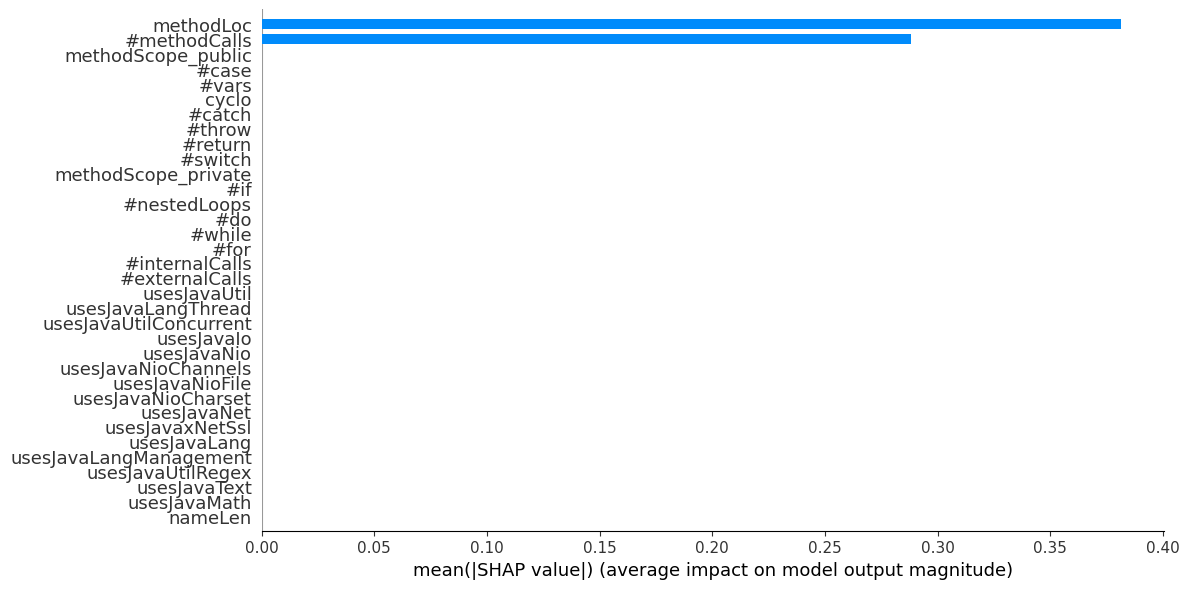 methodLoc
#methodCalls
methodScope_public
#case
#vars
cyclo
#catch
#throw
#return
#switch
methodScope_private
#if
#nestedLoops
#do
#while
#for
#internalCalls
#externalCalls
usesJavaUtil
usesJavaLangThread
usesJavaUtilConcurrent
usesJavaIo
usesJavaNio
usesJavaNioChannels
usesJavaNioFile
usesJavaNioCharset
usesJavaNet
usesJavaxNetSsl
usesJavaLang
usesJavaLangManagement
usesJavaUtilRegex
usesJavaText
usesJavaMath
nameLen
0.00 0.05 0.10 0.15 0.20 0.25 0.30 0.35 0.40
mean(|SHAP value|) (average impact on model output magnitude)